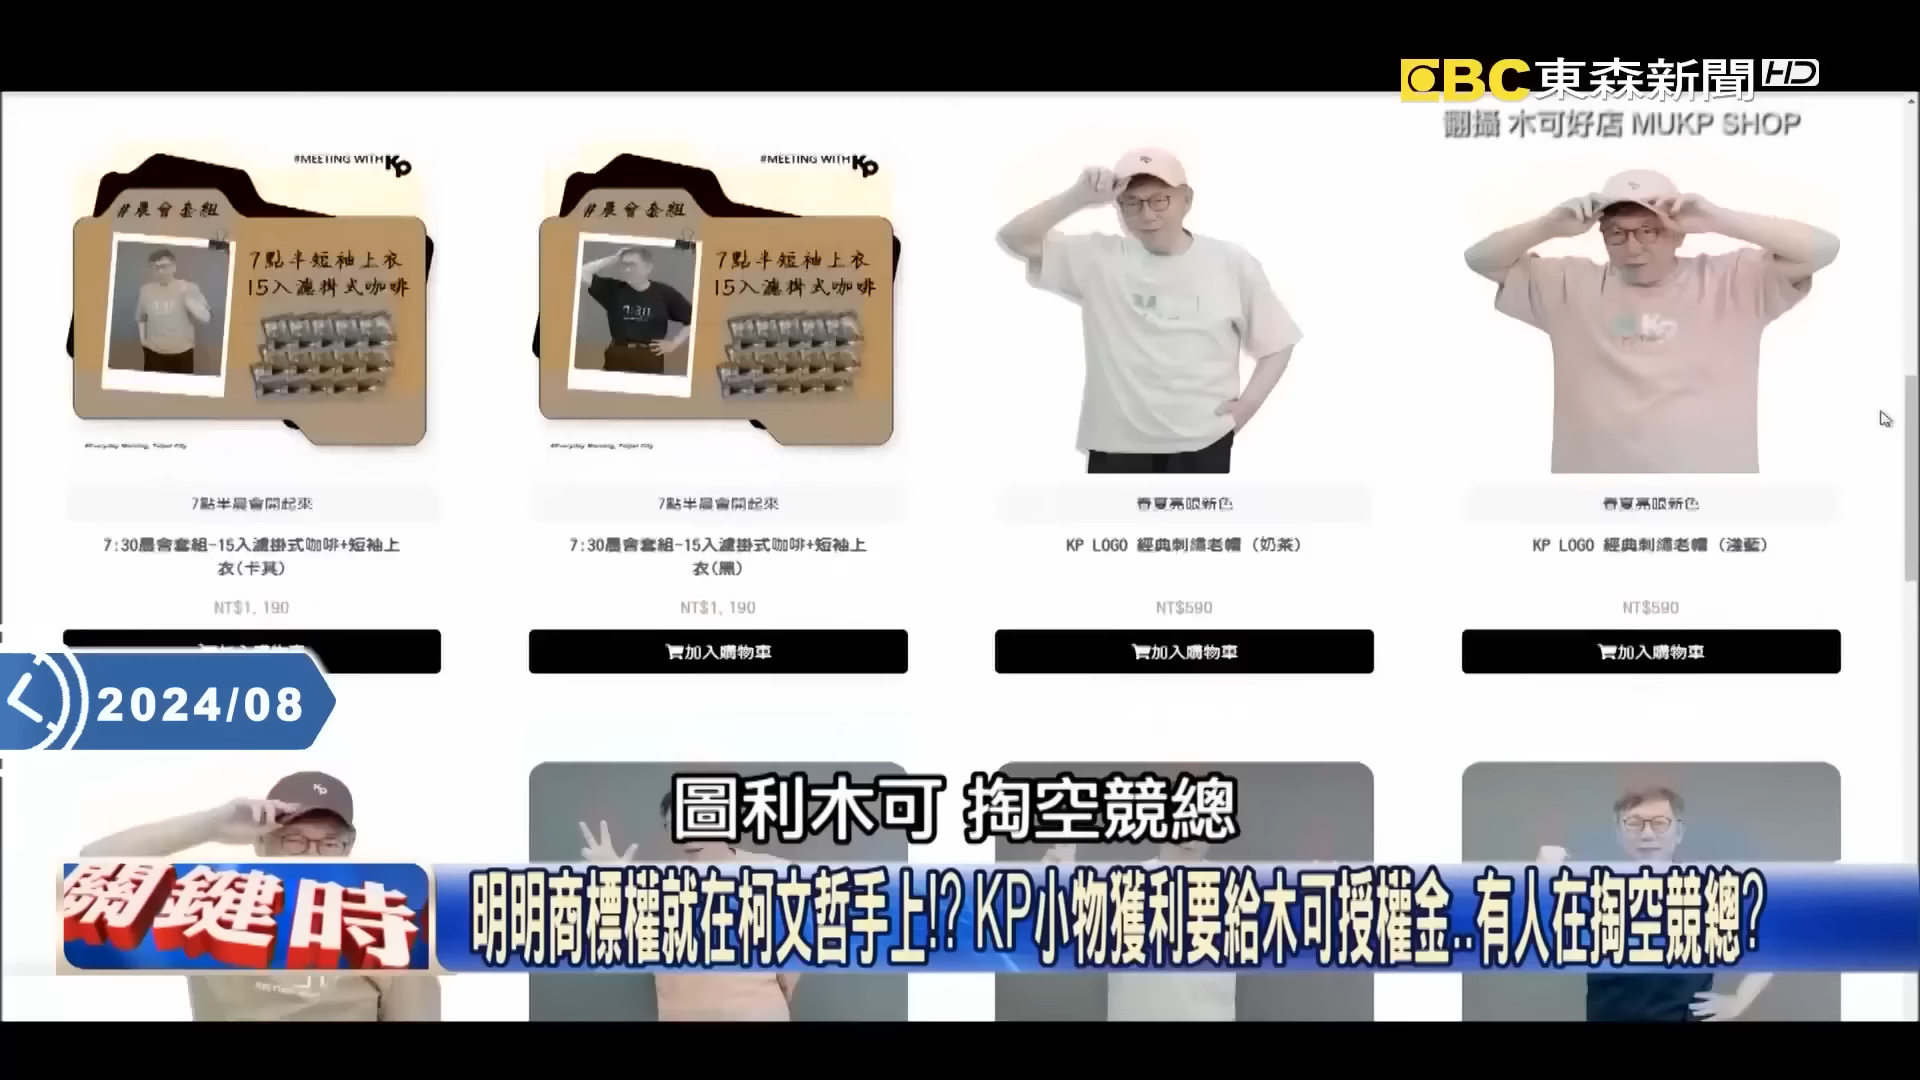 EBC東森新聞HD
翻攝 木可好店 MUKP SHOP
#MEETING WITH KP
#晨會套組
7點半短袖上衣
15入濾掛式咖啡
#Everyday Morning, Taipei City
#MEETING WITH KP
#晨會套組
7點半短袖上衣
15入濾掛式咖啡
#Everyday Morning, Taipei City
7點半晨會開起來
7:30晨會套組-15入濾掛式咖啡+短袖上
衣(卡其)
NT$1,190
7點半晨會開起來
7:30晨會套組-15入濾掛式咖啡+短袖上
衣(黑)
NT$1,190
加入購物車
春夏亮眼新色
KP LOGO 經典刺繡老帽 (奶茶)
NT$590
加入購物車
春夏亮眼新色
KP LOGO 經典刺繡老帽 (淺藍)
NT$590
加入購物車
2024/08
圖利木可 掏空競總
關鍵時
明明商標權就在柯文哲手上!? KP小物獲利要給木可授權金..有人在掏空競總?